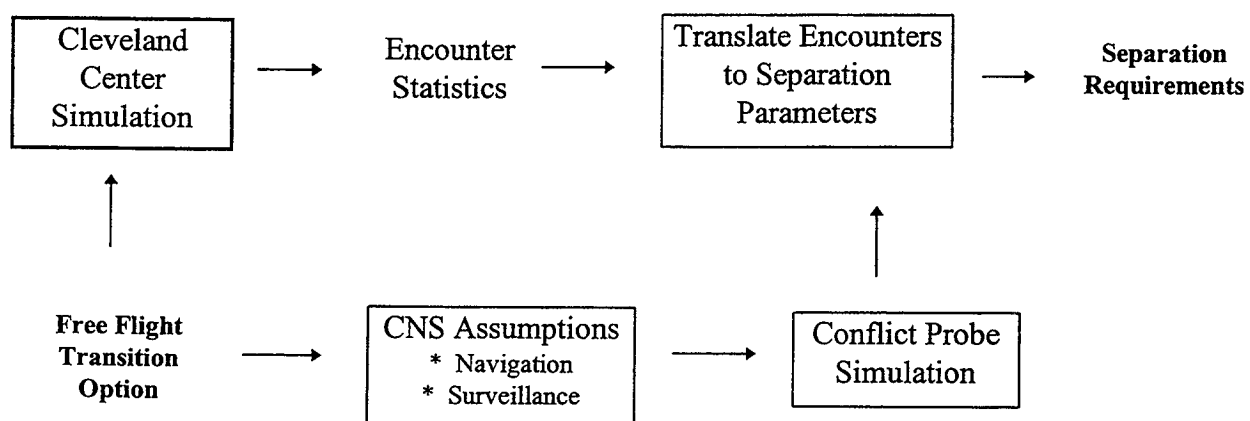 Cleveland
Center
Simulation
Encounter
Statistics
Translate Encounters
to Separation
Parameters
Separation
Requirements
Free Flight
Transition
Option
CNS Assumptions
* Navigation
* Surveillance
Conflict Probe
Simulation